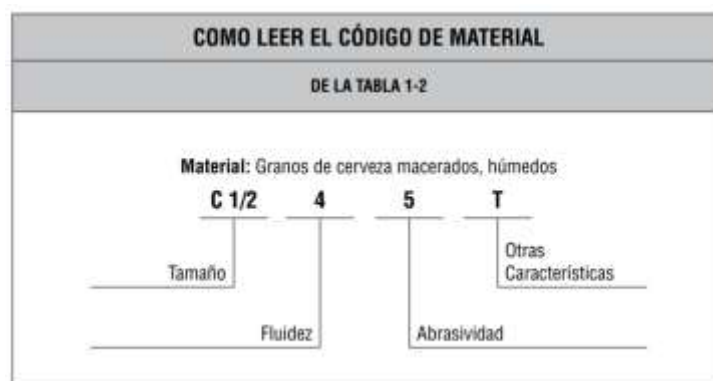 COMO LEER EL CÓDIGO DE MATERIAL
DE LA TABLA 1-2
Material: Granos de cerveza macerados, húmedos
C 1/2 4 5 T
Tamaño
Otras
Características
Fluidez
Abrasividad